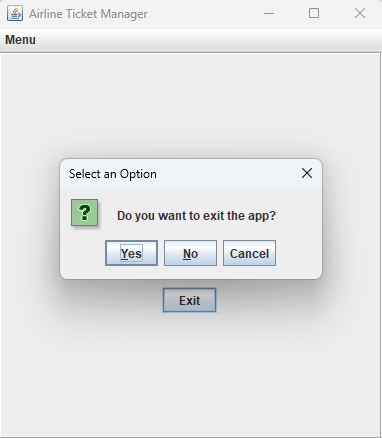 Airline Ticket Manager
Menu
Select an Option
?
Do you want to exit the app?
Yes No Cancel
Exit